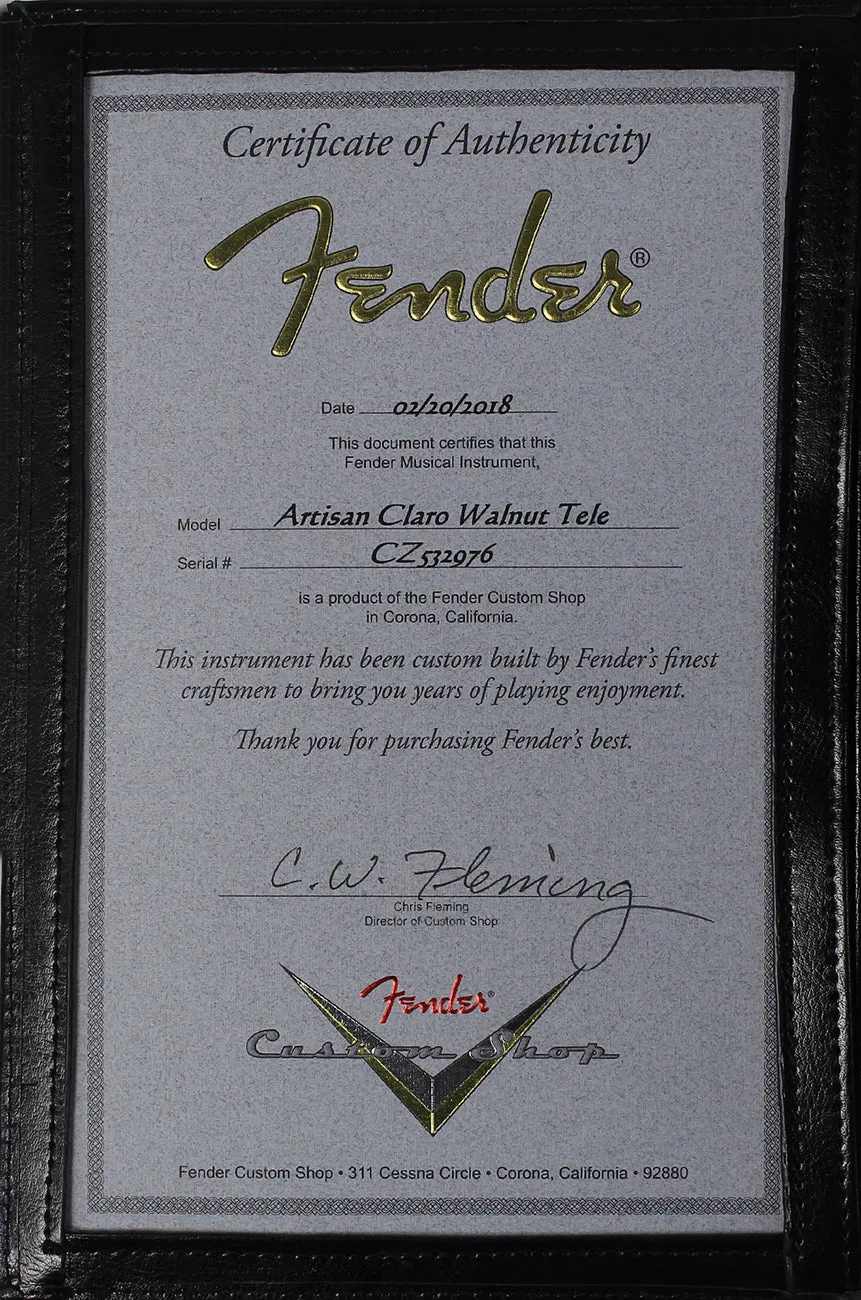 Certificate of Authenticity
Fender®
Date 02/20/2018
This document certifies that this
Fender Musical Instrument,
Model Artisan Claro Walnut Tele
Serial # CZ532976
is a product of the Fender Custom Shop
in Corona, California.
This instrument has been custom built by Fender's finest
craftsmen to bring you years of playing enjoyment.
Thank you for purchasing Fender's best.
C.W. Fleming
Chris Fleming
Director of Custom Shop
Fender®
Custom Shop
Fender Custom Shop • 311 Cessna Circle • Corona, California • 92880